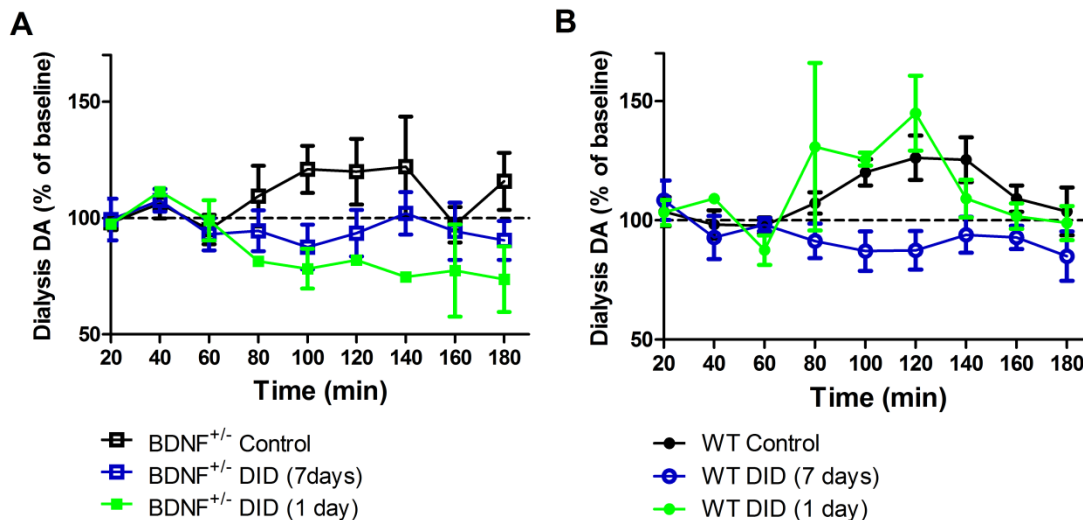 A
Dialysis DA (% of baseline)
150
100
50
20 40 60 80 100 120 140 160 180
Time (min)
BDNF+/- Control
BDNF+/- DID (7days)
BDNF+/- DID (1 day)
B
Dialysis DA (% of baseline)
150
100
50
20 40 60 80 100 120 140 160 180
Time (min)
WT Control
WT DID (7 days)
WT DID (1 day)